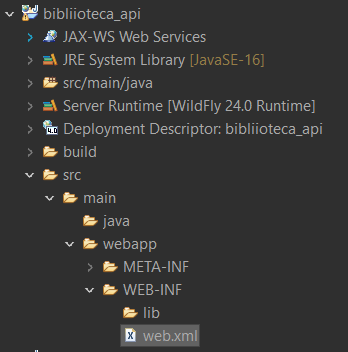 bibliioteca_api
JAX-WS Web Services
JRE System Library [JavaSE-16]
src/main/java
Server Runtime [WildFly 24.0 Runtime]
Deployment Descriptor: bibliioteca_api
build
src
main
java
webapp
META-INF
WEB-INF
lib
web.xml